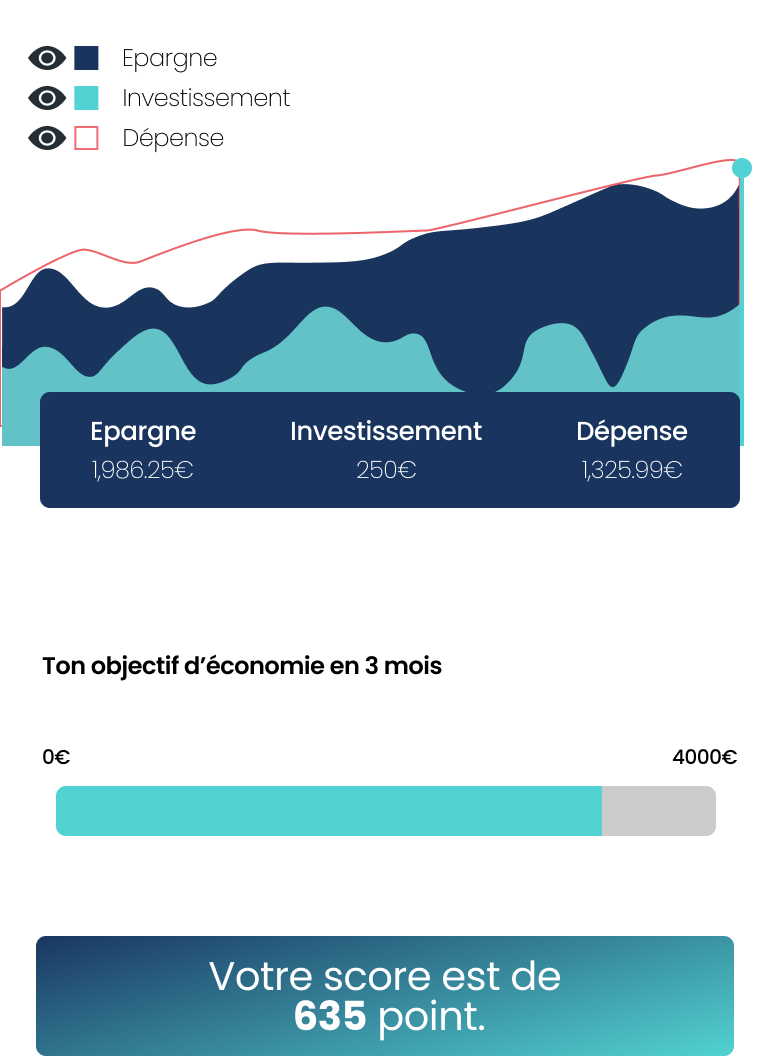 Epargne
Investissement
Dépense
Epargne Investissement Dépense
1,986.25€ 250€ 1,325.99€
Ton objectif d’économie en 3 mois
0€ 4000€
Votre score est de
635 point.